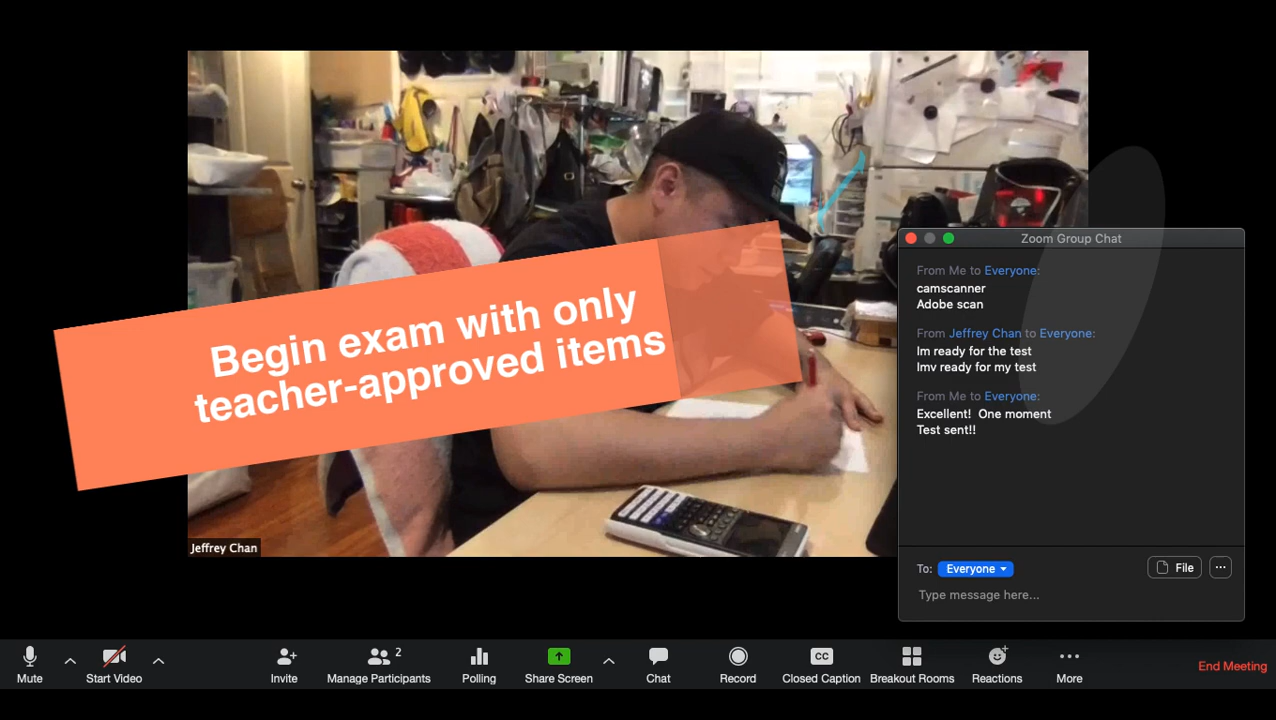 Begin exam with only
teacher-approved items
Jeffrey Chan
Zoom Group Chat
From Me to Everyone:
camscanner
Adobe scan
From Jeffrey Chan to Everyone:
Im ready for the test
Imv ready for my test
From Me to Everyone:
Excellent!  One moment
Test sent!!
To: Everyone
File
Type message here...
Mute
Start Video
Invite
2
Manage Participants
Polling
Share Screen
Chat
Record
CC
Closed Caption
Breakout Rooms
Reactions
More
End Meeting